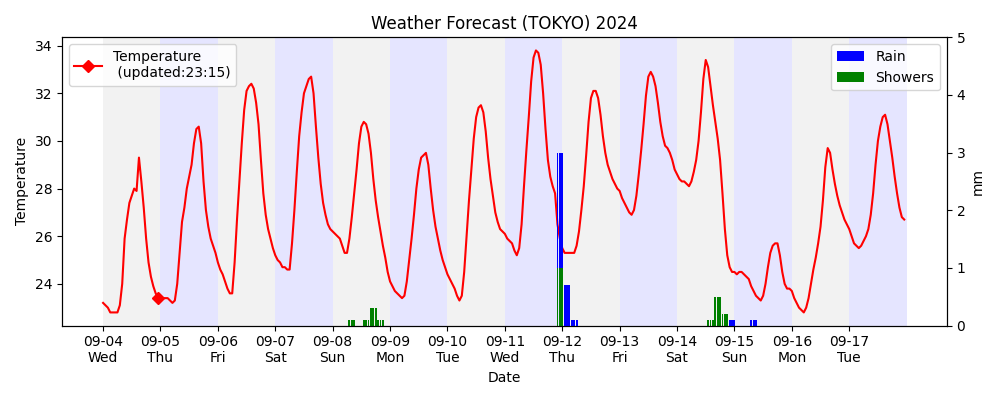 Weather Forecast (TOKYO) 2024
Temperature
(updated:23:15)
Rain
Showers
34
32
30
28
26
24
Temperature
5
4
3
2
1
0
mm
09-04 09-05 09-06 09-07 09-08 09-09 09-10 09-11 09-12 09-13 09-14 09-15 09-16 09-17
Wed Thu Fri Sat Sun Mon Tue Wed Thu Fri Sat Sun Mon Tue
Date